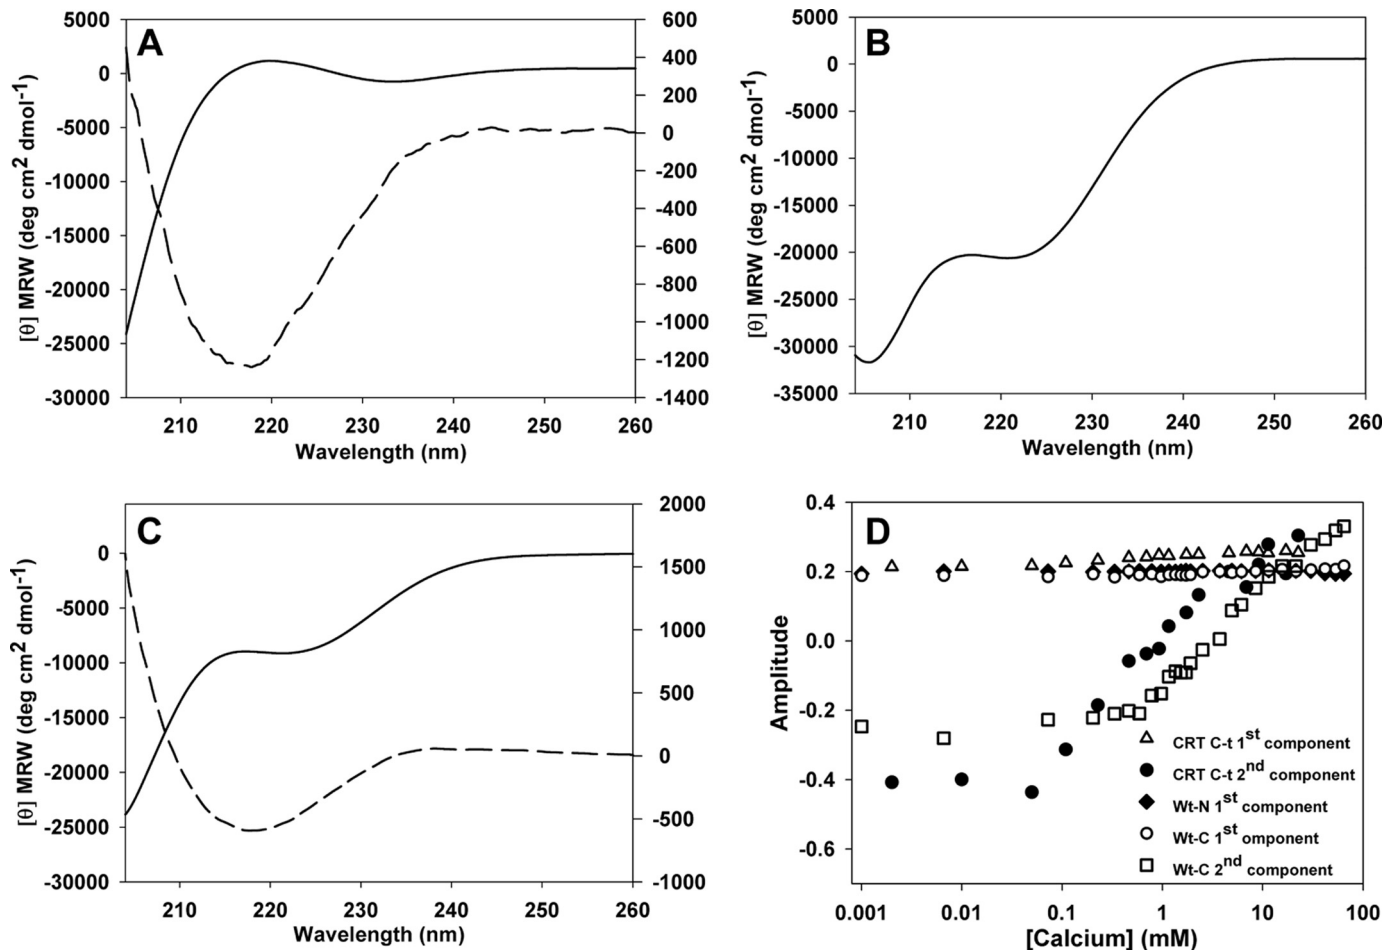 A
5000
0
-5000
-10000
-15000
-20000
-25000
-30000
600
400
200
0
-200
-400
-600
-800
-1000
-1200
-1400
210 220 230 240 250 260
Wavelength (nm)
[θ] MRW (deg cm2 dmol-1)
B
5000
0
-5000
-10000
-15000
-20000
-25000
-30000
-35000
210 220 230 240 250 260
Wavelength (nm)
[θ] MRW (deg cm2 dmol-1)
C
0
-5000
-10000
-15000
-20000
-25000
-30000
2000
1500
1000
500
0
-500
-1000
210 220 230 240 250 260
Wavelength (nm)
[θ] MRW (deg cm2 dmol-1)
D
0.4
0.2
0.0
-0.2
-0.4
-0.6
Amplitude
CRT C-t 1st component
CRT C-t 2nd component
Wt-N 1st component
Wt-C 1st omponent
Wt-C 2nd component
0.001 0.01 0.1 1 10 100
[Calcium] (mM)